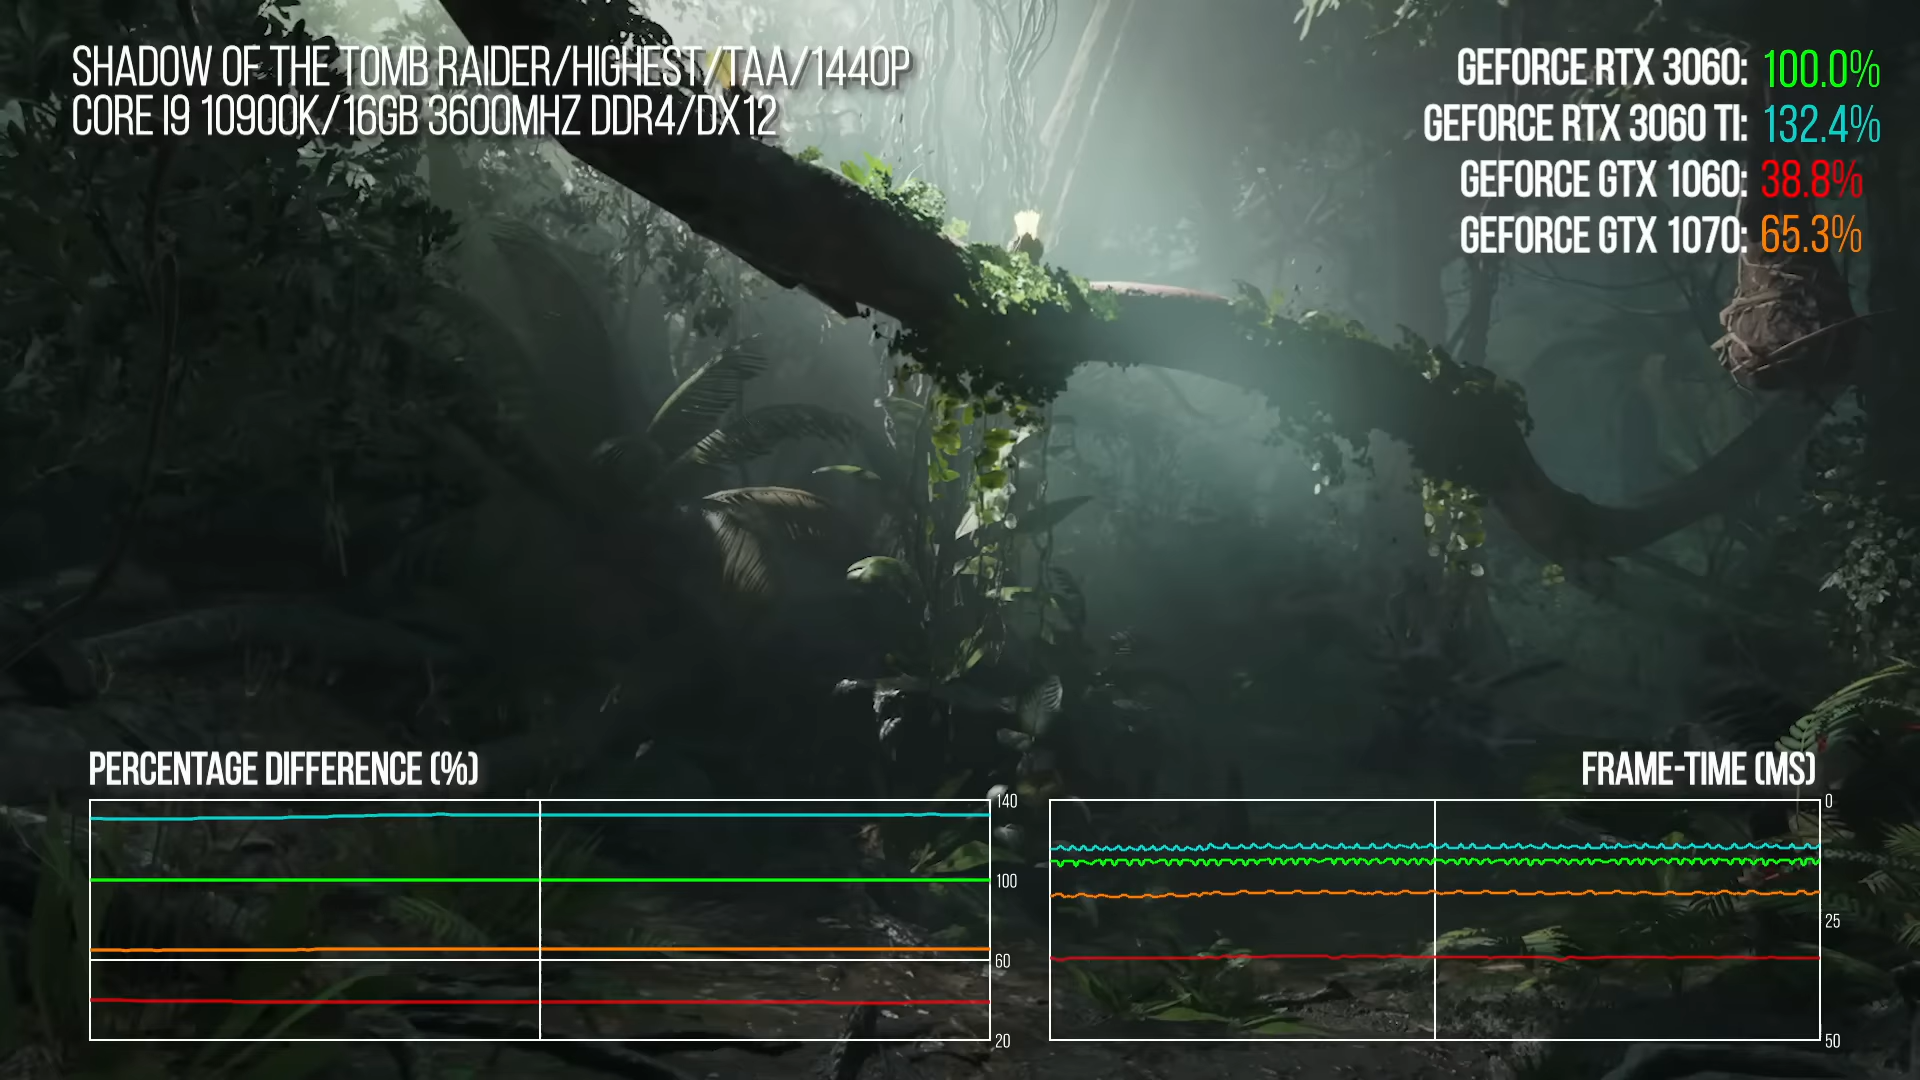 SHADOW OF THE TOMB RAIDER/HIGHEST/TAA/1440P
CORE I9 10900K/16GB 3600MHZ DDR4/DX12
GEFORCE RTX 3060: 100.0%
GEFORCE RTX 3060 TI: 132.4%
GEFORCE GTX 1060: 38.8%
GEFORCE GTX 1070: 65.3%
PERCENTAGE DIFFERENCE (%)
140
100
60
20
FRAME-TIME (MS)
0
25
50